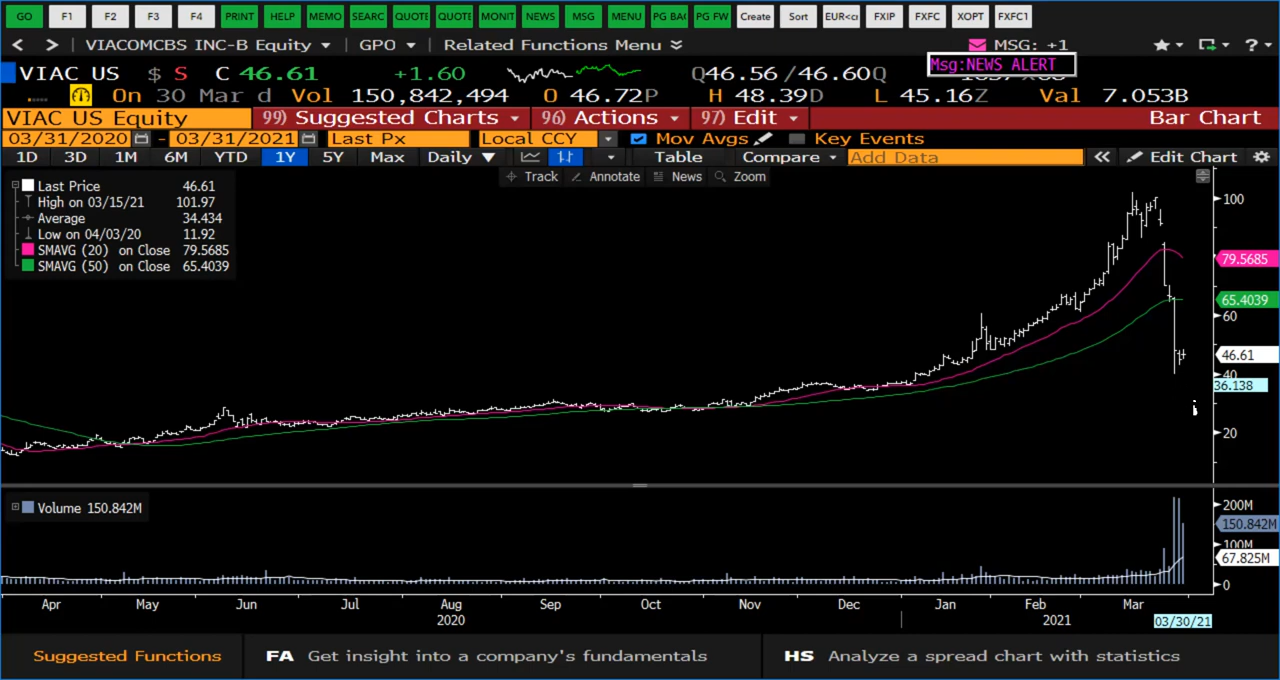 GO F1 F2 F3 F4 PRINT HELP MEMO SEARC QUOTE QUOTE MONIT NEWS MSG MENU PG BA PG FW Create Sort EUR<cı FXIP FXFC XOPT FXFC1
< > VIACOMCBS INC-B Equity GPO Related Functions Menu MSG: +1 ?
Msg:NEWS ALERT
VIAC US $ S C 46.61 +1.60 Q46.56/46.60Q
On 30 Mar d Vol 150,842,494 O 46.72P H 48.39D L 45.16Z Val 7.053B
VIAC US Equity 99) Suggested Charts 96) Actions 97) Edit Bar Chart
03/31/2020 - 03/31/2021 Last Px Local CCY Mov Avgs Key Events
1D 3D 1M 6M YTD 1Y 5Y Max Daily Table Compare Add Data Edit Chart
Track Annotate News Zoom
Last Price 46.61
High on 03/15/21 101.97
Average 34.434
Low on 04/03/20 11.92
SMAVG (20) on Close 79.5685
SMAVG (50) on Close 65.4039
100
79.5685
65.4039
60
46.61
40
36.138
20
Volume 150.842M
200M
150.842M
100M
67.825M
0
Apr May Jun Jul Aug Sep Oct Nov Dec Jan Feb Mar
2020 2021 03/30/21
Suggested Functions FA Get insight into a company's fundamentals HS Analyze a spread chart with statistics